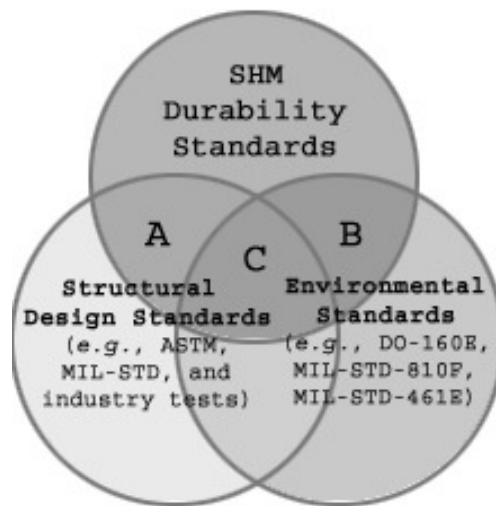 SHM
Durability
Standards
A
B
C
Structural
Design Standards
(e.g., ASTM,
MIL-STD, and
industry tests)
Environmental
Standards
(e.g., DO-160E,
MIL-STD-810F,
MIL-STD-461E)